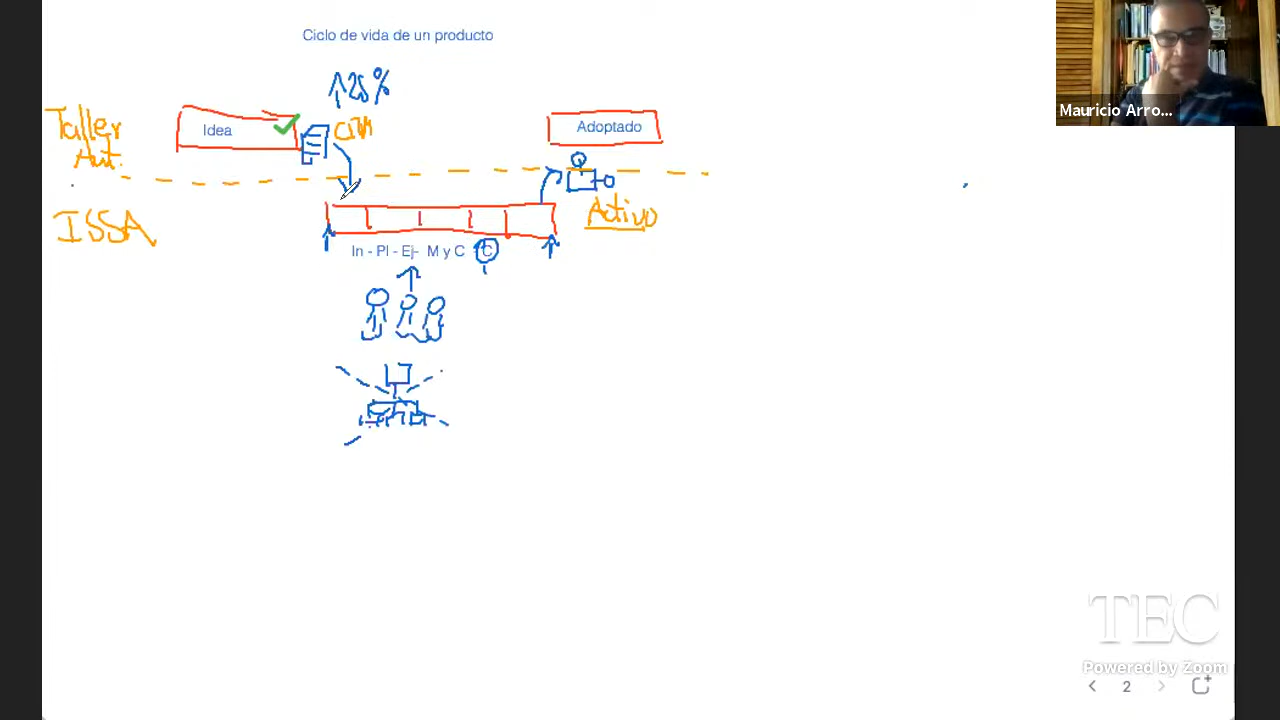 Ciclo de vida de un producto
↑25%
Taller
Aut.
Idea
Adoptado
ISSA
Activo
In - Pl - Ej- M y C - C
Mauricio Arro...
TEC
Powered by Zoom
2